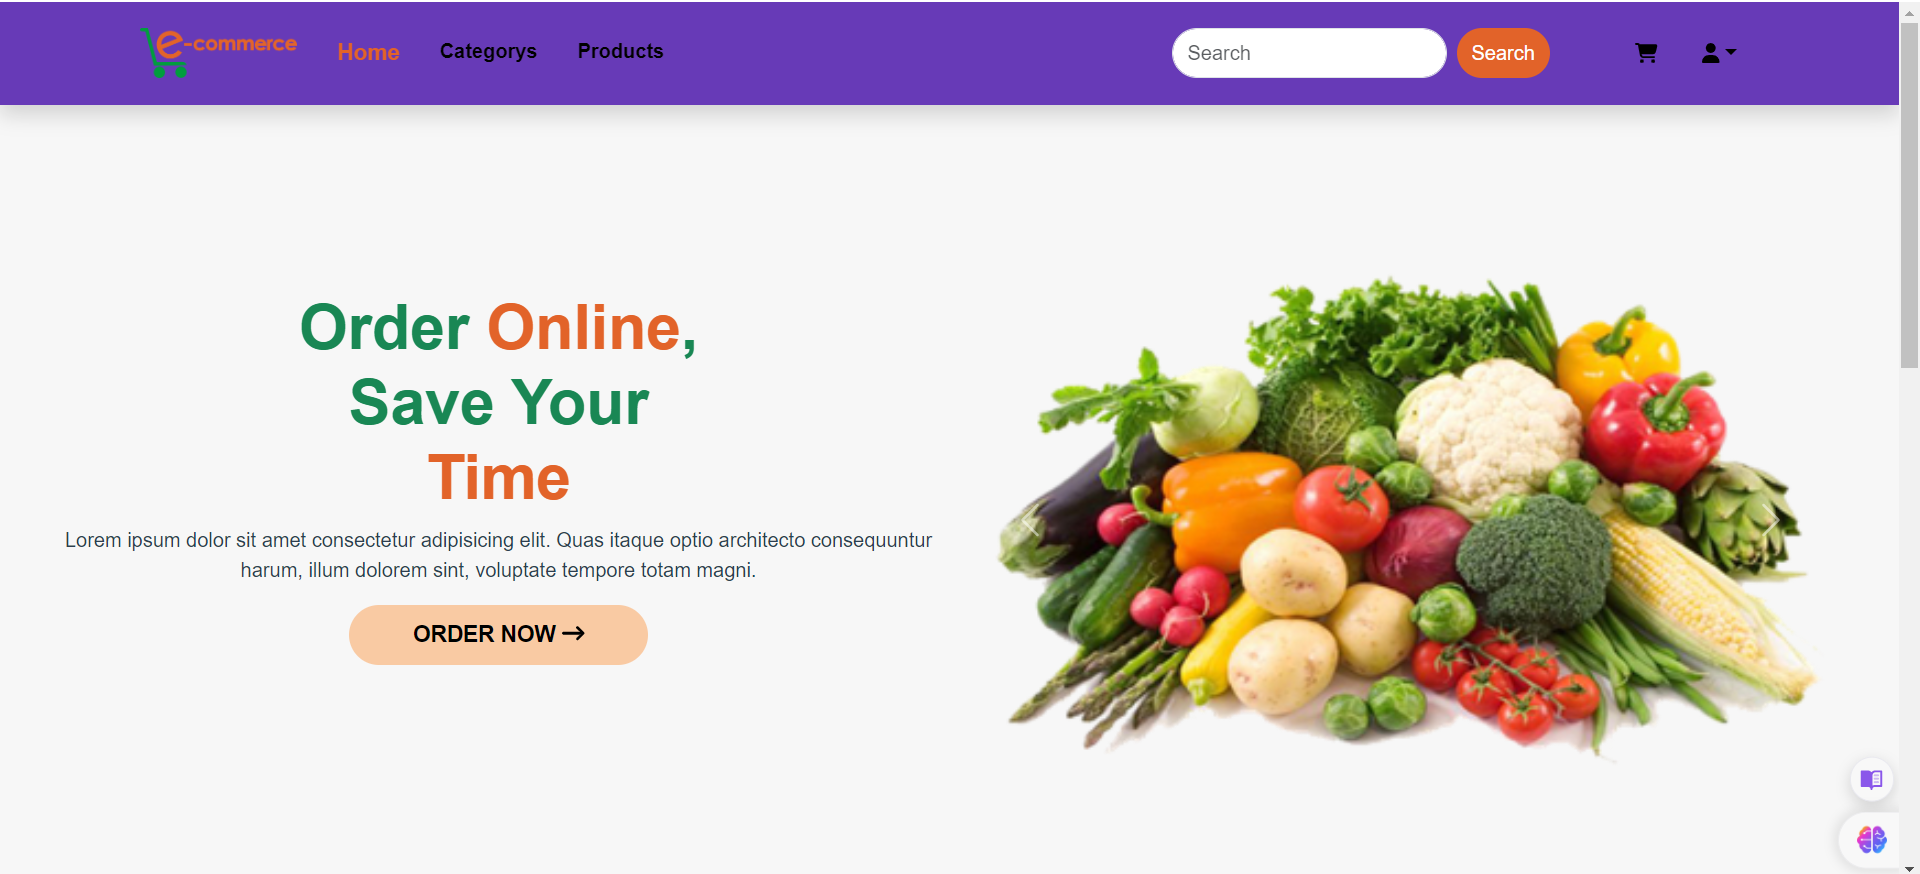 e-commerce
Home
Categorys
Products
Search
Search
Order Online,
Save Your
Time
Lorem ipsum dolor sit amet consectetur adipisicing elit. Quas itaque optio architecto consequuntur
harum, illum dolorem sint, voluptate tempore totam magni.
ORDER NOW →